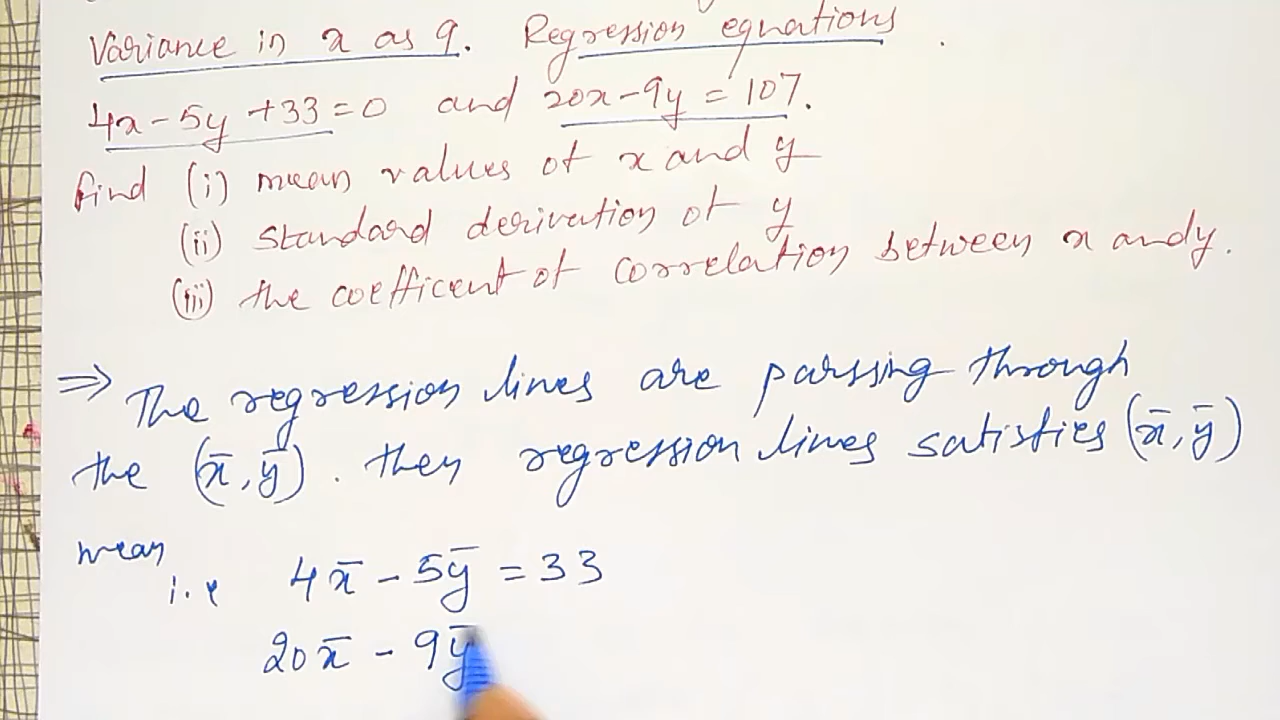 Variance in x as 9. Regression equations.
4x - 5y + 33 = 0 and 20x - 9y = 107.
find (i) mean values of x and y
(ii) standard derivation of y
(iii) the coefficent of correlation between x and y.
⇒ The regression lines are parssing through
the (x̄, ȳ). then regression lines satisfies (x̄, ȳ)
mean
i.e 4x̄ - 5ȳ = 33
20x̄ - 9ȳ